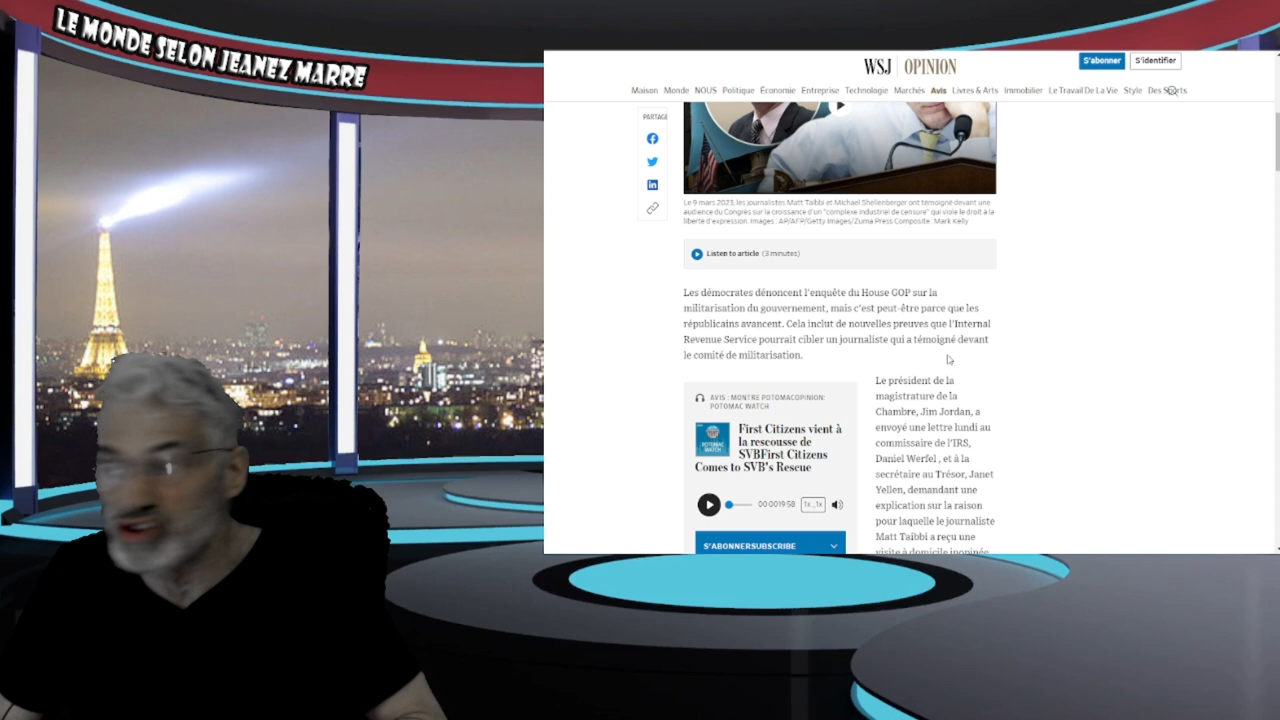 LE MONDE SELON JEANEZ MARRE
WSJ OPINION
S'abonner
S'identifier
Maison Monde NOUS Politique Économie Entreprise Technologie Marchés Avis Livres & Arts Immobilier Le Travail De La Vie Style Des Sports
PARTAGE
Le 9 mars 2023, les journalistes Matt Taibbi et Michael Shellenberger ont témoigné devant une
audience du Congrès sur la croissance d'un "complexe industriel de censure" qui viole le droit à la
liberté d'expression. Images : AP/AFP/Getty Images/Zuma Press Composite : Mark Kelly
Listen to article (3 minutes)
Les démocrates dénoncent l'enquête du House GOP sur la
militarisation du gouvernement, mais c'est peut-être parce que les
républicains avancent. Cela inclut de nouvelles preuves que l'Internal
Revenue Service pourrait cibler un journaliste qui a témoigné devant
le comité de militarisation.
AVIS : MONTRE POTOMACOPINION:
POTOMAC WATCH
POTOMAC
WATCH
First Citizens vient à
la rescousse de
SVBFirst Citizens
Comes to SVB's Rescue
00:0019:58
1x_1x
S'ABONNERSUBSCRIBE
Le président de la
magistrature de la
Chambre, Jim Jordan, a
envoyé une lettre lundi au
commissaire de l'IRS,
Daniel Werfel , et à la
secrétaire au Trésor, Janet
Yellen, demandant une
explication sur la raison
pour laquelle le journaliste
Matt Taibbi a reçu une
visite à domicile inopinée